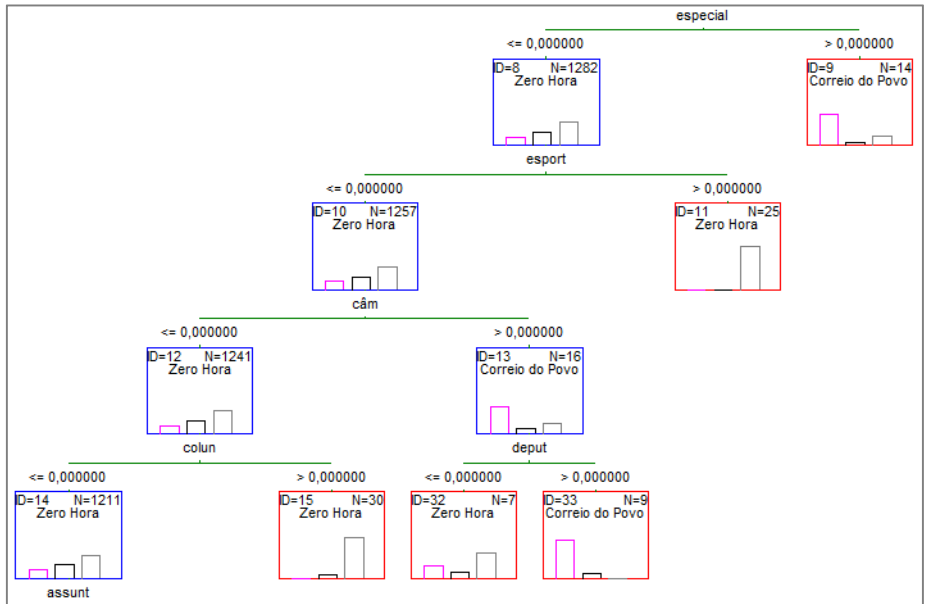 especial
<= 0,000000 > 0,000000
ID=8 N=1282 ID=9 N=14
Zero Hora Correio do Povo
esport
<= 0,000000 > 0,000000
ID=10 N=1257 ID=11 N=25
Zero Hora Zero Hora
câm
<= 0,000000 > 0,000000
ID=12 N=1241 ID=13 N=16
Zero Hora Correio do Povo
colun deput
<= 0,000000 > 0,000000 <= 0,000000 > 0,000000
ID=14 N=1211 ID=15 N=30 ID=32 N=7 ID=33 N=9
Zero Hora Zero Hora Zero Hora Correio do Povo
assunt